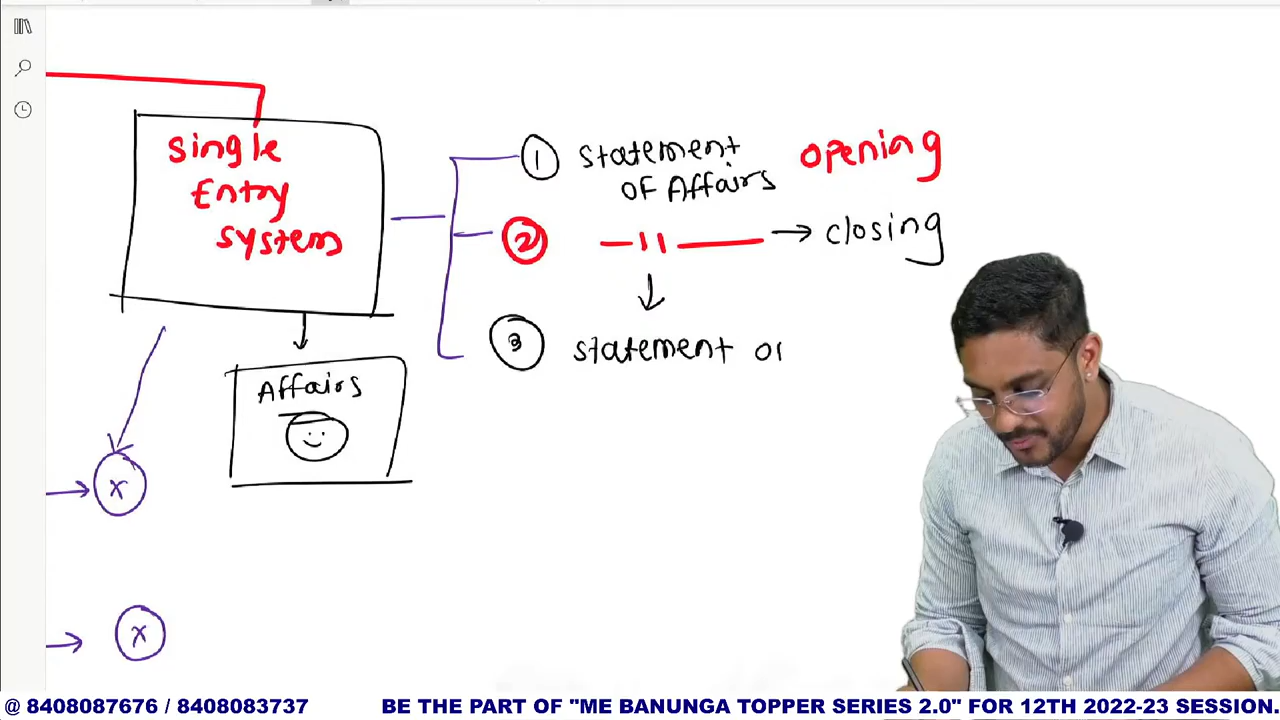 single
Entry
system
1 statement
OF Affairs
opening
2 — 11 — → closing
3 statement of
Affairs
x
x
@ 8408087676 / 8408083737 BE THE PART OF "ME BANUNGA TOPPER SERIES 2.0" FOR 12TH 2022-23 SESSION.